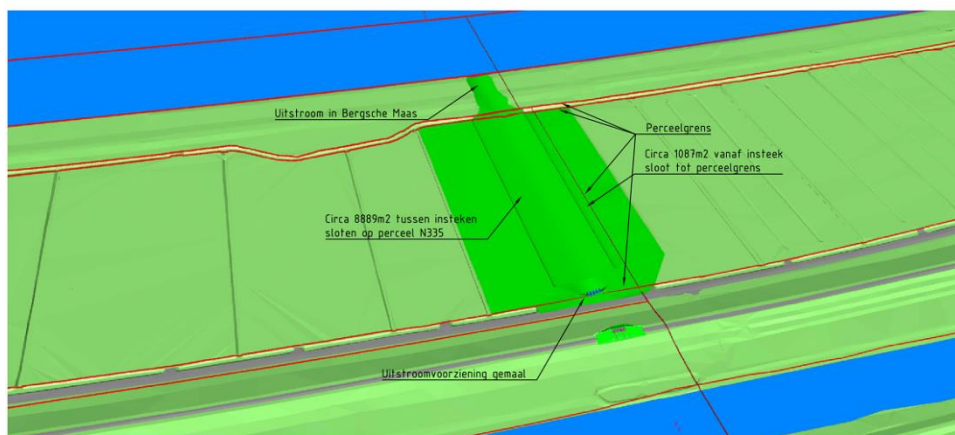 Uitstroom in Bergsche Maas
Perceelgrens
Circa 1087m2 vanaf insteek
sloot tot perceelgrens
Circa 8889m2 tussen insteken
sloten op perceel N335
Uitstroomvoorziening gemaal